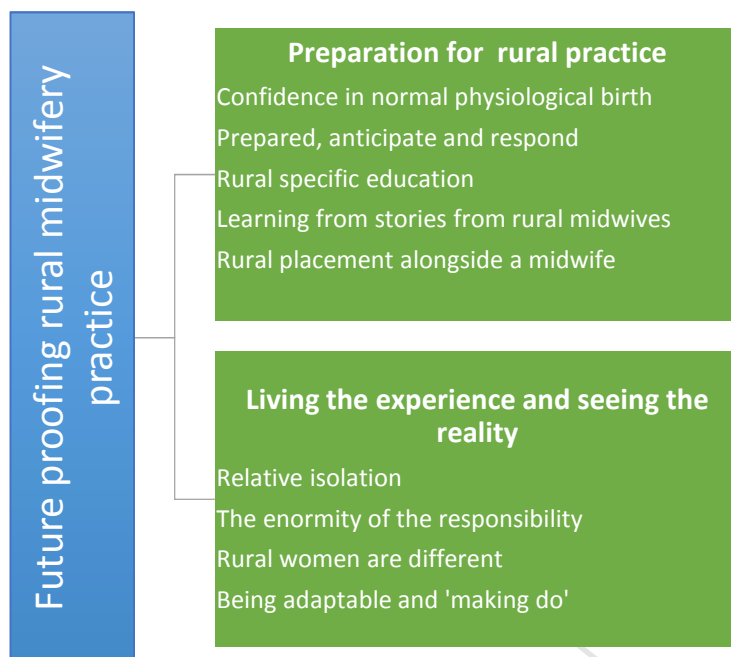 Future proofing rural midwifery
practice
Preparation for rural practice
Confidence in normal physiological birth
Prepared, anticipate and respond
Rural specific education
Learning from stories from rural midwives
Rural placement alongside a midwife
Living the experience and seeing the
reality
Relative isolation
The enormity of the responsibility
Rural women are different
Being adaptable and 'making do'